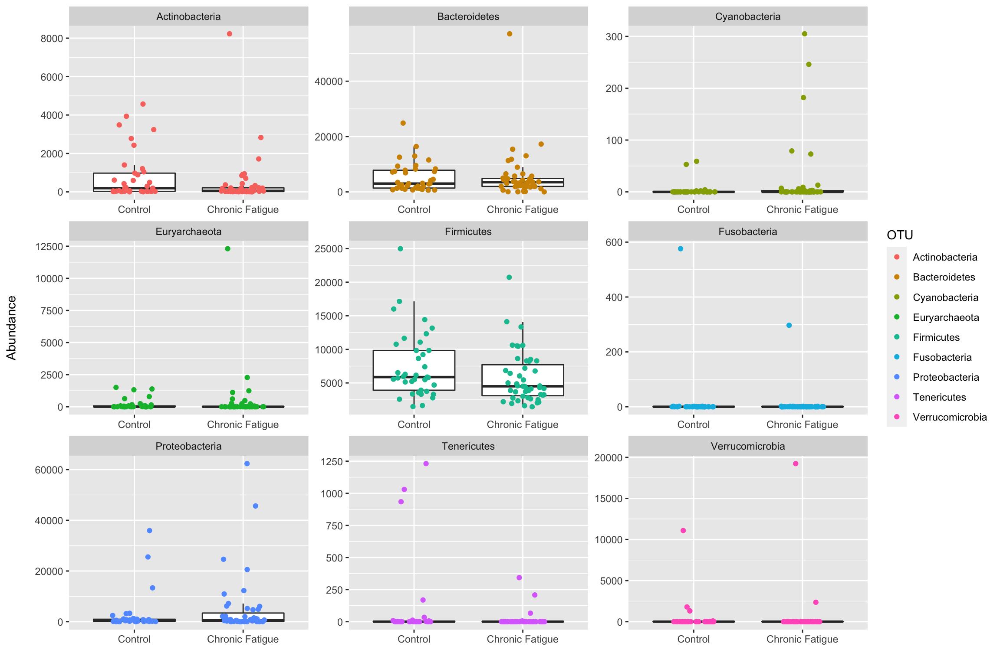 Actinobacteria
8000
6000
4000
2000
0
Control Chronic Fatigue
Bacteroidetes
40000
20000
0
Control Chronic Fatigue
Cyanobacteria
300
200
100
0
Control Chronic Fatigue
Euryarchaeota
12500
10000
7500
5000
2500
0
Control Chronic Fatigue
Firmicutes
25000
20000
15000
10000
5000
Control Chronic Fatigue
Fusobacteria
600
400
200
0
Control Chronic Fatigue
Proteobacteria
60000
40000
20000
0
Control Chronic Fatigue
Tenericutes
1250
1000
750
500
250
0
Control Chronic Fatigue
Verrucomicrobia
20000
15000
10000
5000
0
Control Chronic Fatigue
Abundance
OTU
Actinobacteria
Bacteroidetes
Cyanobacteria
Euryarchaeota
Firmicutes
Fusobacteria
Proteobacteria
Tenericutes
Verrucomicrobia